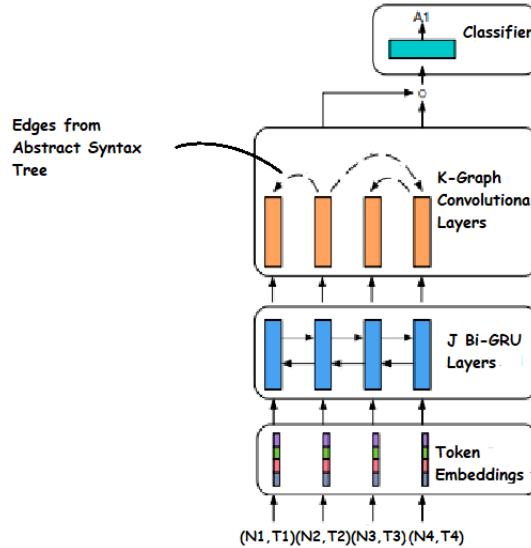 A1
Classifier
o
Edges from
Abstract Syntax
Tree
K-Graph
Convolutional
Layers
J Bi-GRU
Layers
Token
Embeddings
(N1,T1) (N2,T2) (N3,T3) (N4,T4)